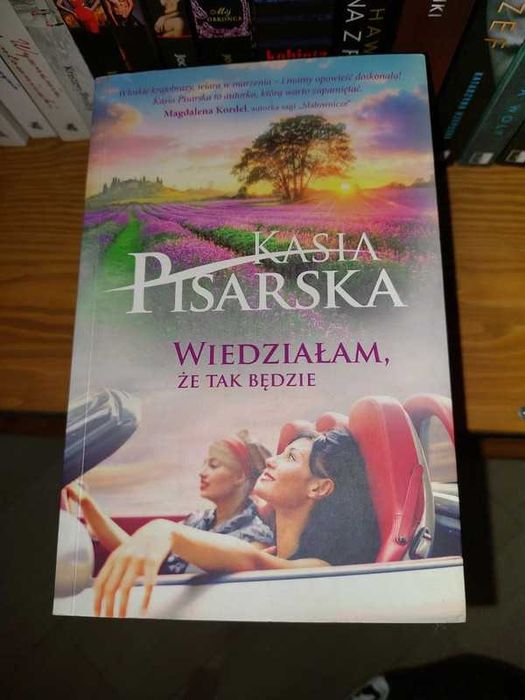 Włoskie krajobrazy, wiara w marzenia – i mamy opowieść doskonałą!
Kasia Pisarska to autorka, którą warto zapamiętać.
Magdalena Kordel, autorka sagi „Malownicze”
KASIA
PISARSKA
WIEDZIAŁAM,
ŻE TAK BĘDZIE